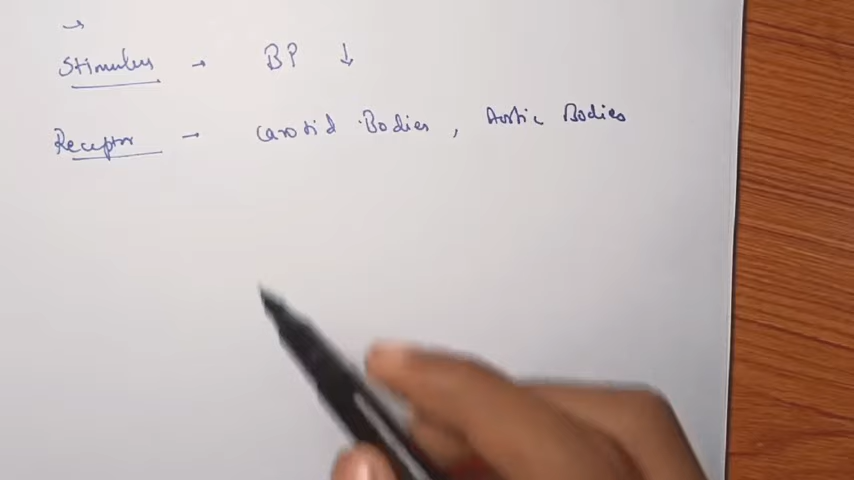 →
Stimulus → BP ↓
Receptor → Carotid Bodies, Aortic Bodies